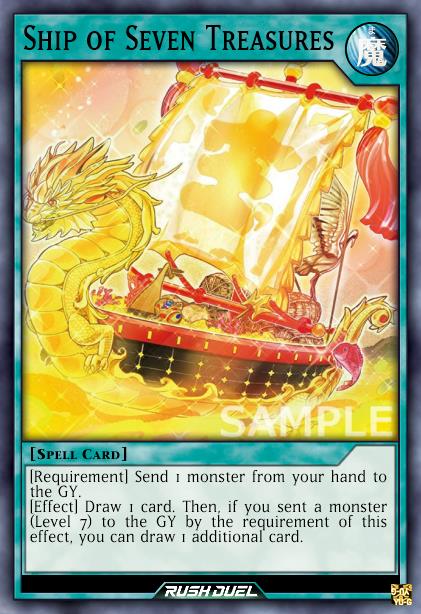 SHIP OF SEVEN TREASURES
ま
魔
SAMPLE
[SPELL CARD]
[Requirement] Send 1 monster from your hand to
the GY.
[Effect] Draw 1 card. Then, if you sent a monster
(Level 7) to the GY by the requirement of this
effect, you can draw 1 additional card.
RUSH DUEL